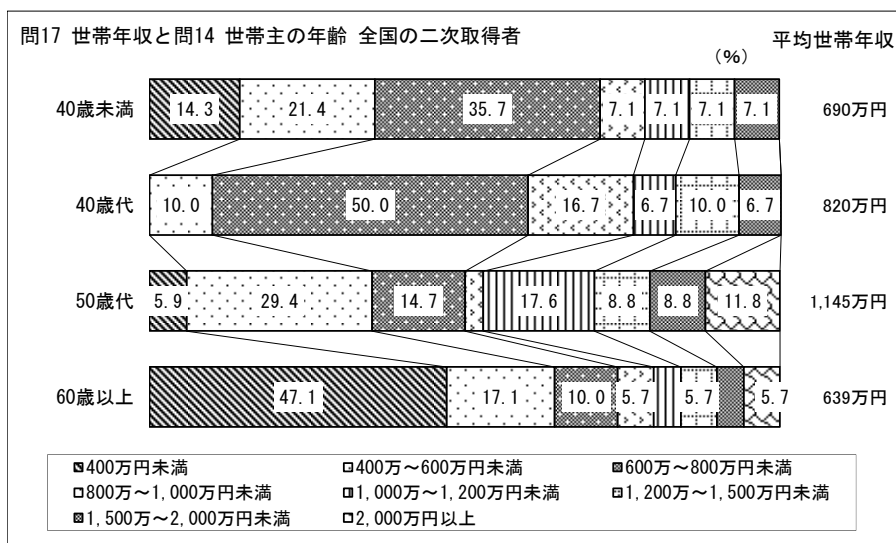 問17 世帯年収と問14 世帯主の年齢 全国の二次取得者
平均世帯年収
（%）
40歳未満 14.3 21.4 35.7 7.1 7.1 7.1 7.1 690万円
40歳代 10.0 50.0 16.7 6.7 10.0 6.7 820万円
50歳代 5.9 29.4 14.7 17.6 8.8 8.8 11.8 1,145万円
60歳以上 47.1 17.1 10.0 5.7 5.7 5.7 639万円
400万円未満 400万～600万円未満 600万～800万円未満
800万～1,000万円未満 1,000万～1,200万円未満 1,200万～1,500万円未満
1,500万～2,000万円未満 2,000万円以上